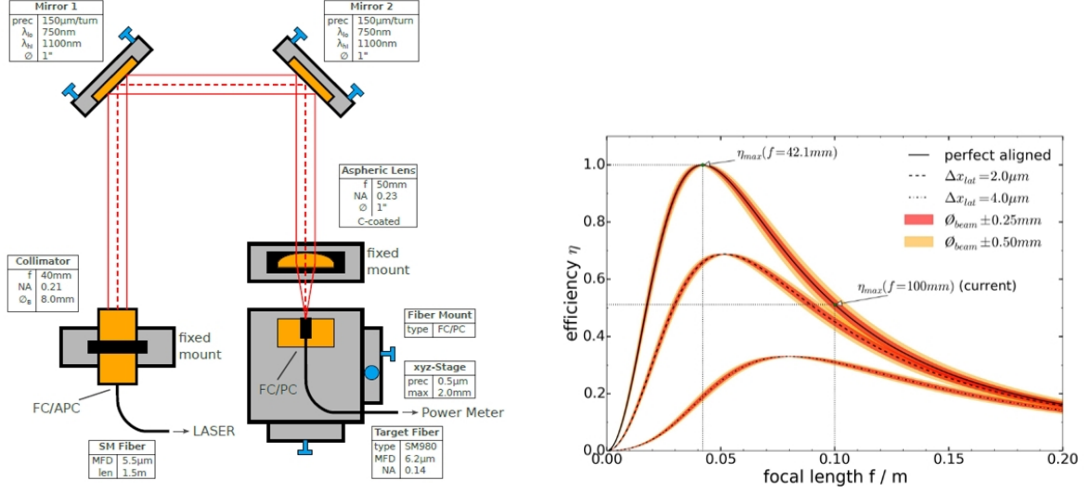 Mirror 1
prec 150μm/turn
λlo 750nm
λhi 1100nm
∅ 1"
Mirror 2
prec 150μm/turn
λlo 750nm
λhi 1100nm
∅ 1"
Aspheric Lens
f 50mm
NA 0.23
∅ 1"
C-coated
fixed
mount
Collimator
f 40mm
NA 0.21
∅B 8.0mm
fixed
mount
FC/APC
LASER
SM Fiber
MFD 5.5μm
len 1.5m
Fiber Mount
type FC/PC
FC/PC
xyz-Stage
prec 0.5μm
max 2.0mm
Power Meter
Target Fiber
type SM980
MFD 6.2μm
NA 0.14
ηmax(f=42.1mm)
perfect aligned
Δxlat=2.0μm
Δxlat=4.0μm
Øbeam±0.25mm
Øbeam±0.50mm
ηmax(f=100mm) (current)
efficiency η
1.0
0.8
0.6
0.4
0.2
0.0
0.00 0.05 0.10 0.15 0.20
focal length f / m